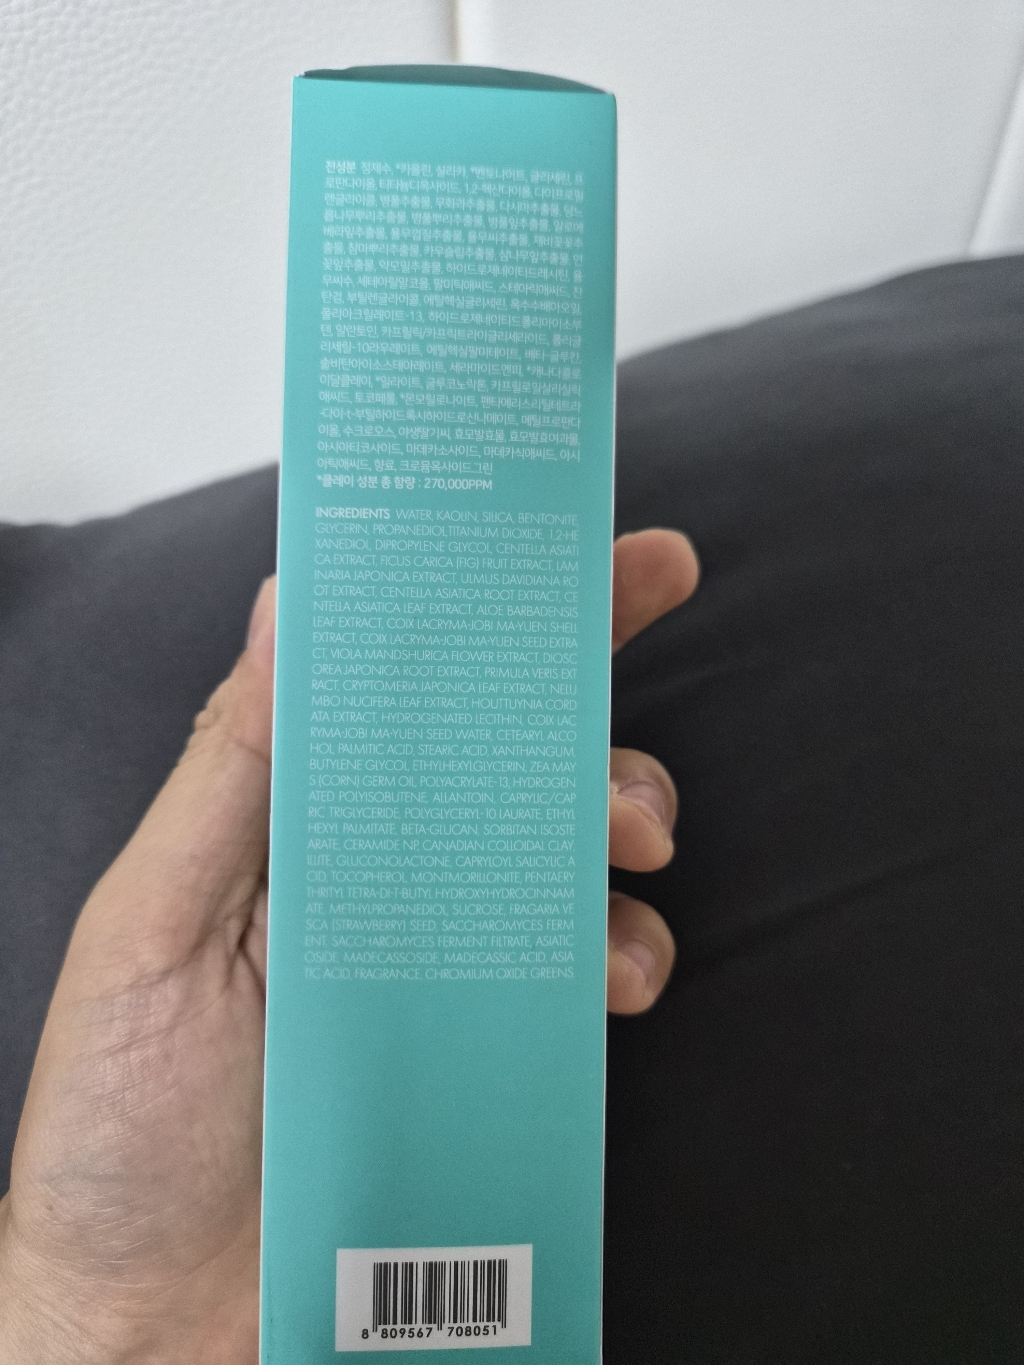 전성분 정제수, *카올린, 실리카, *벤토나이트, 글리세린, 프
로판다이올, 티타늄디옥사이드, 1,2-헥산다이올, 다이프로필
렌글라이콜, 병풀추출물, 무화과추출물, 다시마추출물, 당느
릅나무뿌리추출물, 병풀뿌리추출물, 병풀잎추출물, 알로에
베라잎추출물, 율무껍질추출물, 율무씨추출물, 제비꽃꽃추
출물, 참마뿌리추출물, 카우슬립추출물, 삼나무잎추출물, 연
꽃잎추출물, 약모밀추출물, 하이드로제네이티드레시틴, 율
무씨수, 세테아릴알코올, 팔미틱애씨드, 스테아릭애씨드, 잔
탄검, 부틸렌글라이콜, 에틸헥실글리세린, 옥수수배아오일,
폴리아크릴레이트-13, 하이드로제네이티드폴리아이소부
텐, 알란토인, 카프릴릭/카프릭트라이글리세라이드, 폴리글
리세릴-10라우레이트, 에틸헥실팔미테이트, 베타-글루칸,
솔비탄아이소스테아레이트, 세라마이드엔피, *캐나다콜로
이달클레이, *일라이트, 글루코노락톤, 카프릴로일살리실릭
애씨드, 토코페롤, *몬모릴로나이트, 펜타에리스리틸테트라
-다이-t-부틸하이드록시하이드로신나메이트, 메틸프로판다
이올, 수크로오스, 야생딸기씨, 효모발효물, 효모발효여과물,
아시아티코사이드, 마데카소사이드, 마데카식애씨드, 아시
아틱애씨드, 향료, 크로뮴옥사이드그린
*클레이 성분 총 함량 : 270,000PPM
INGREDIENTS WATER, KAOLIN, SILICA, BENTONITE,
GLYCERIN, PROPANEDIOL,TITANIUM DIOXIDE, 1,2-HE
XANEDIOL, DIPROPYLENE GLYCOL, CENTELLA ASIATI
CA EXTRACT, FICUS CARICA (FIG) FRUIT EXTRACT, LAM
INARIA JAPONICA EXTRACT, ULMUS DAVIDIANA RO
OT EXTRACT, CENTELLA ASIATICA ROOT EXTRACT, CE
NTELLA ASIATICA LEAF EXTRACT, ALOE BARBADENSIS
LEAF EXTRACT, COIX LACRYMA-JOBI MA-YUEN SHELL
EXTRACT, COIX LACRYMA-JOBI MA-YUEN SEED EXTRA
CT, VIOLA MANDSHURICA FLOWER EXTRACT, DIOSC
OREA JAPONICA ROOT EXTRACT, PRIMULA VERIS EXT
RACT, CRYPTOMERIA JAPONICA LEAF EXTRACT, NELU
MBO NUCIFERA LEAF EXTRACT, HOUTTUYNIA CORD
ATA EXTRACT, HYDROGENATED LECITHIN, COIX LAC
RYMA-JOBI MA-YUEN SEED WATER, CETEARYL ALCO
HOL, PALMITIC ACID, STEARIC ACID, XANTHANGUM,
BUTYLENE GLYCOL, ETHYLHEXYLGLYCERIN, ZEA MAY
S (CORN) GERM OIL, POLYACRYLATE-13, HYDROGEN
ATED POLYISOBUTENE, ALLANTOIN, CAPRYLIC/CAP
RIC TRIGLYCERIDE, POLYGLYCERYL-10 LAURATE, ETHYL
HEXYL PALMITATE, BETA-GLUCAN, SORBITAN ISOSTE
ARATE, CERAMIDE NP, CANADIAN COLLOIDAL CLAY,
ILLITE, GLUCONOLACTONE, CAPRYLOYL SALICYLIC A
CID, TOCOPHEROL, MONTMORILLONITE, PENTAERY
THRITYL TETRA-DI-T-BUTYL HYDROXYHYDROCINNAM
ATE, METHYLPROPANEDIOL, SUCROSE, FRAGARIA VE
SCA (STRAWBERRY) SEED, SACCHAROMYCES FERM
ENT, SACCHAROMYCES FERMENT FILTRATE, ASIATIC
OSIDE, MADECASSOSIDE, MADECASSIC ACID, ASIA
TIC ACID, FRAGRANCE, CHROMIUM OXIDE GREENS
8 809567 708051